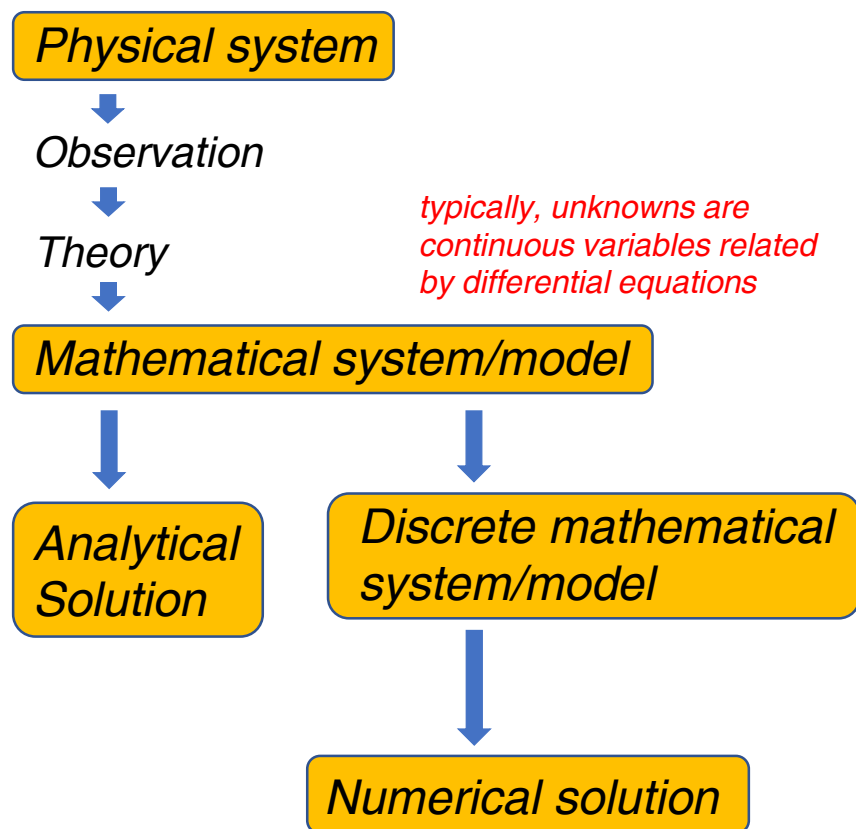 Physical system
Observation
Theory
typically, unknowns are
continuous variables related
by differential equations
Mathematical system/model
Analytical
Solution
Discrete mathematical
system/model
Numerical solution